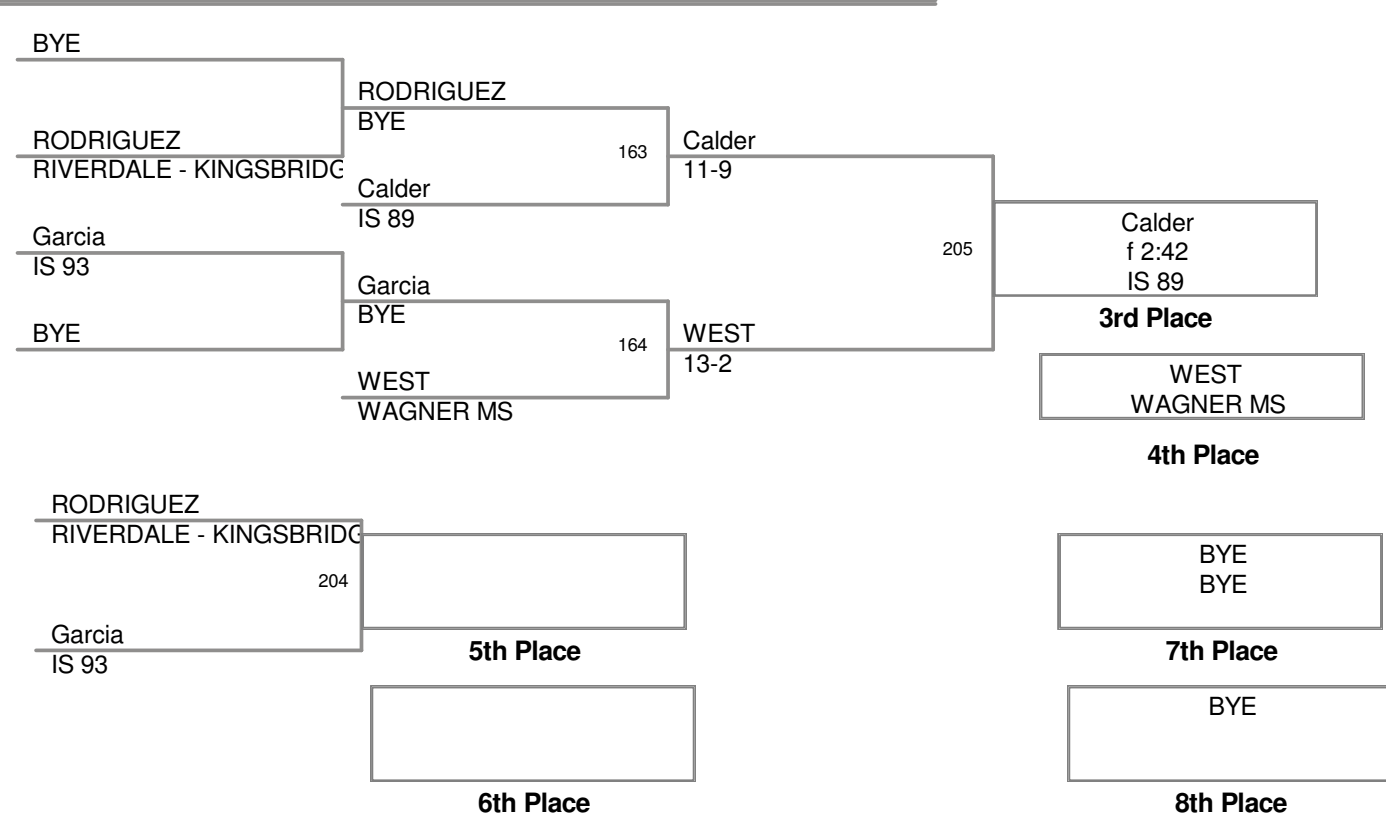 BYE
RODRIGUEZ
BYE
RODRIGUEZ
RIVERDALE - KINGSBRIDG
163
Calder
11-9
Calder
IS 89
Garcia
IS 93
205
Calder
f 2:42
IS 89
3rd Place
Garcia
BYE
BYE
164
WEST
13-2
WEST
WAGNER MS
WEST
WAGNER MS
4th Place
RODRIGUEZ
RIVERDALE - KINGSBRIDG
204
Garcia
IS 93
5th Place
BYE
BYE
7th Place
6th Place
BYE
8th Place